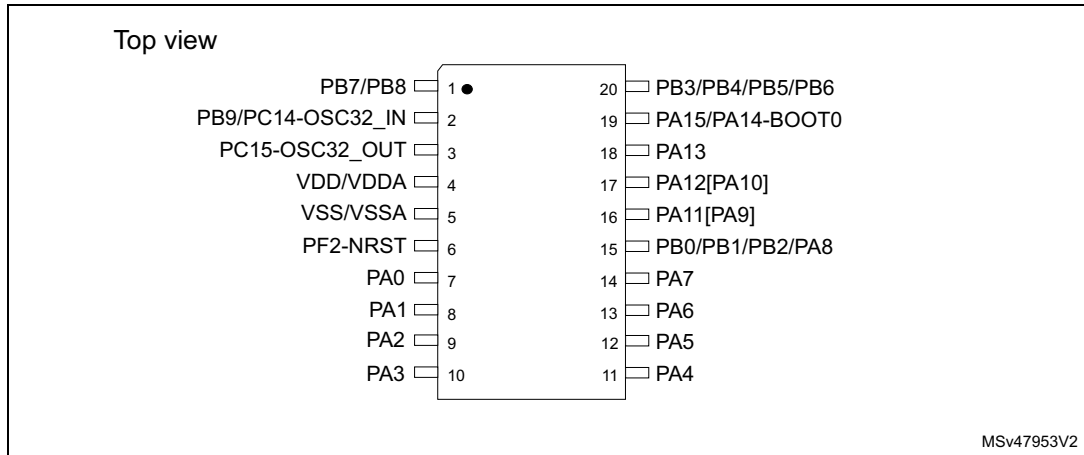 Top view
PB7/PB8 1 20 PB3/PB4/PB5/PB6
PB9/PC14-OSC32_IN 2 19 PA15/PA14-BOOT0
PC15-OSC32_OUT 3 18 PA13
VDD/VDDA 4 17 PA12[PA10]
VSS/VSSA 5 16 PA11[PA9]
PF2-NRST 6 15 PB0/PB1/PB2/PA8
PA0 7 14 PA7
PA1 8 13 PA6
PA2 9 12 PA5
PA3 10 11 PA4
MSv47953V2